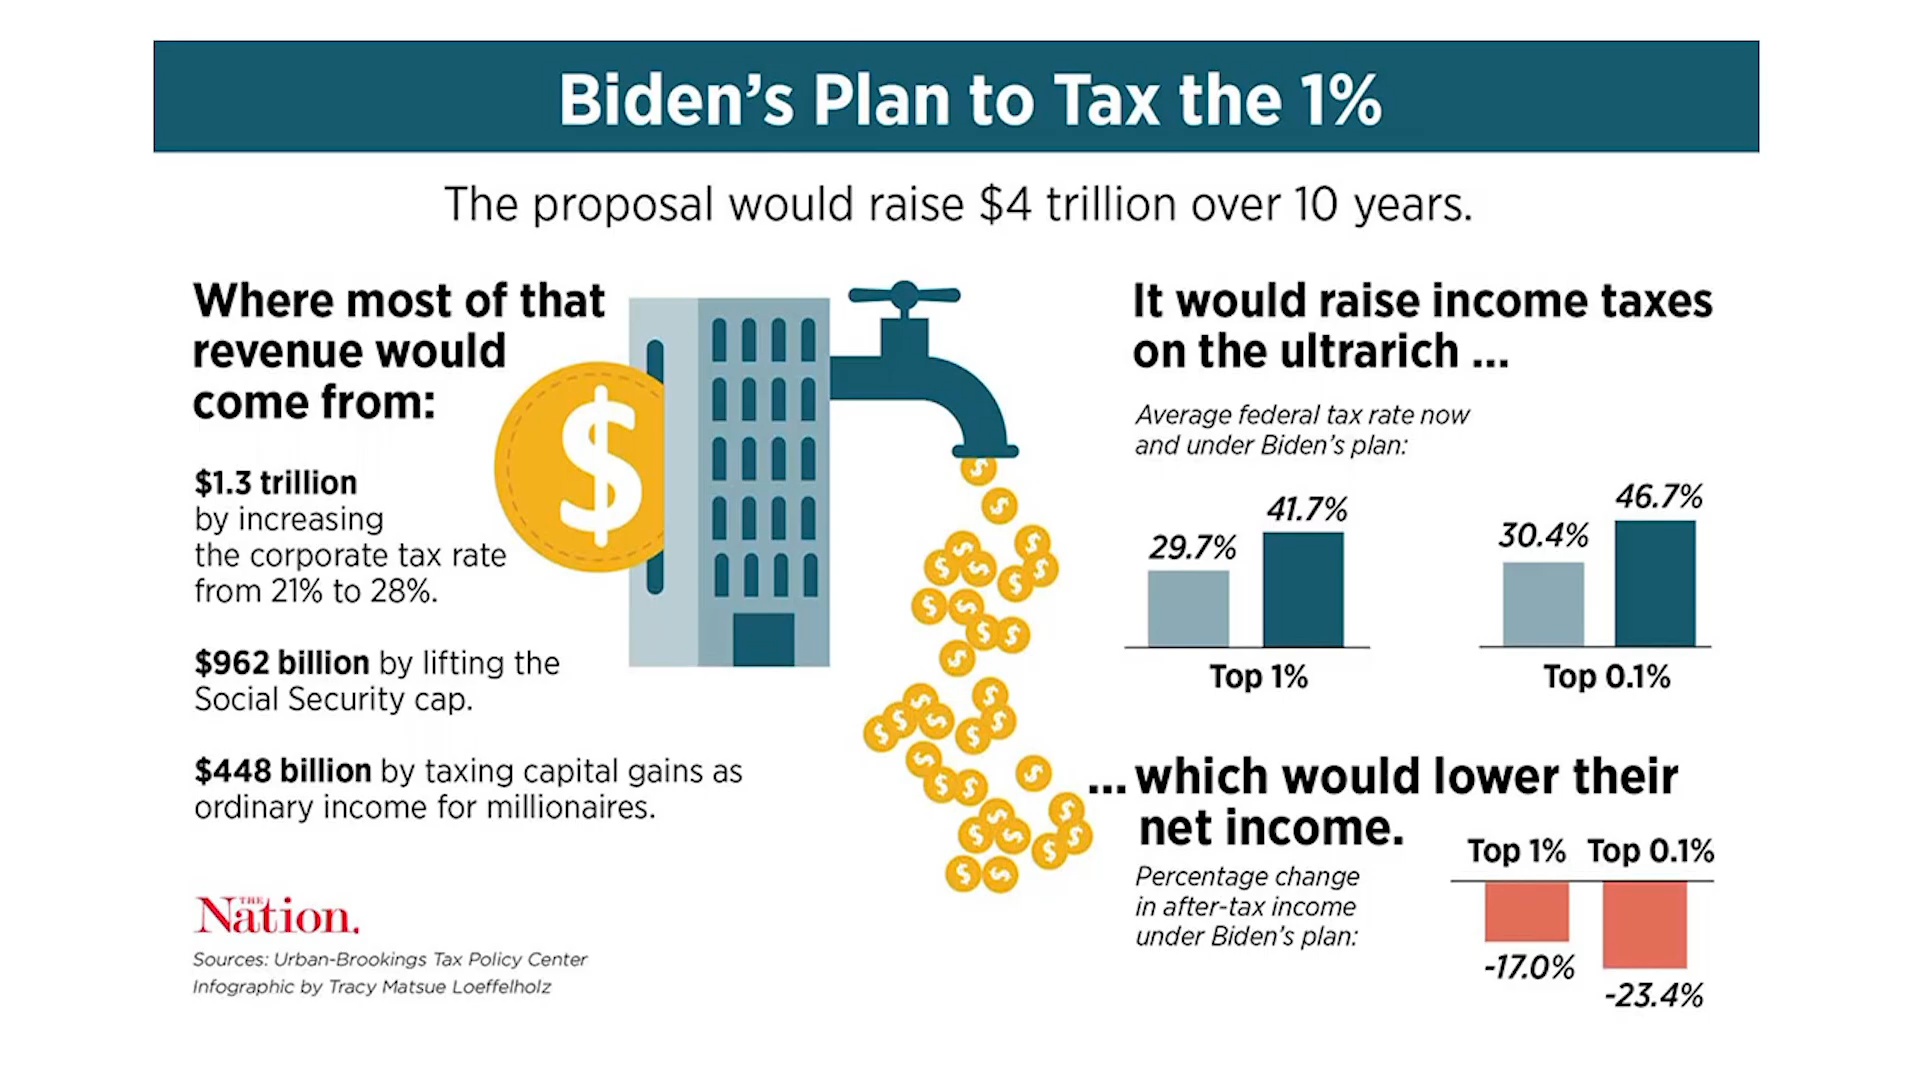 Biden's Plan to Tax the 1%
The proposal would raise $4 trillion over 10 years.
Where most of that
revenue would
come from:
$1.3 trillion
by increasing
the corporate tax rate
from 21% to 28%.
$962 billion by lifting the
Social Security cap.
$448 billion by taxing capital gains as
ordinary income for millionaires.
It would raise income taxes
on the ultrarich ...
Average federal tax rate now
and under Biden's plan:
29.7%
41.7%
Top 1%
30.4%
46.7%
Top 0.1%
... which would lower their
net income.
Percentage change
in after-tax income
under Biden's plan:
Top 1% Top 0.1%
-17.0%
-23.4%
THE
Nation.
Sources: Urban-Brookings Tax Policy Center
Infographic by Tracy Matsue Loeffelholz